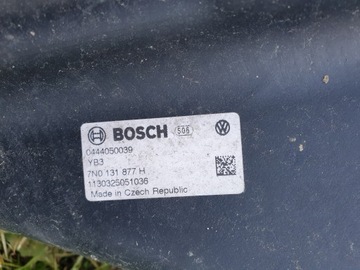 BOSCH 506
0444050039
YB3
7N0 131 877 H
1130325051036
Made in Czech Republic